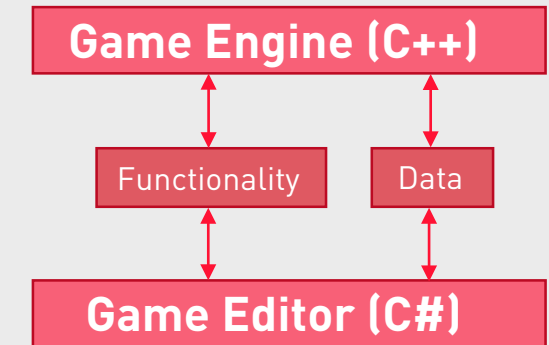 Game Engine (C++)
Functionality
Data
Game Editor (C#)